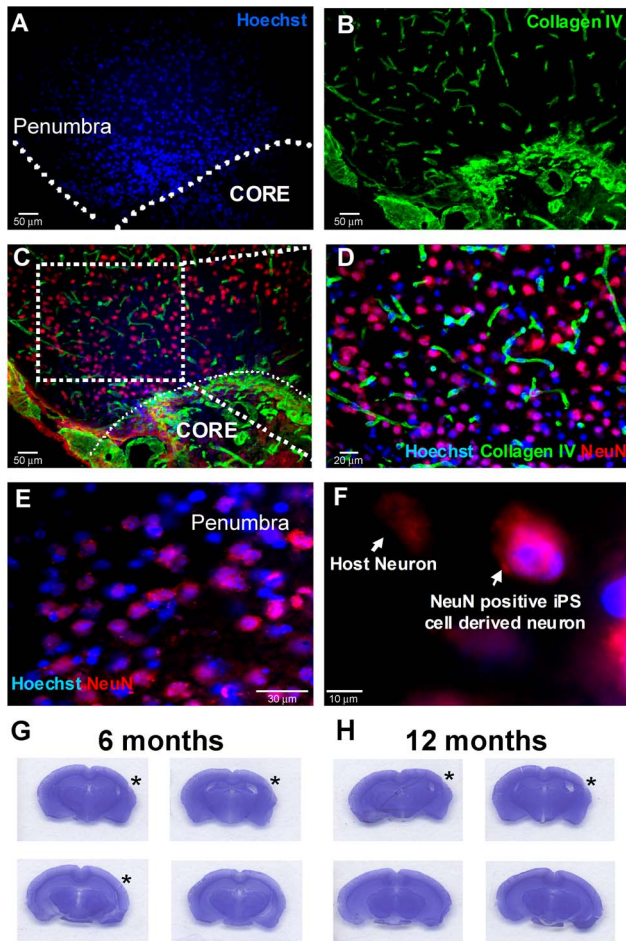 A
Hoechst
Penumbra
CORE
50 μm
B
Collagen IV
50 μm
C
CORE
50 μm
D
20 μm
Hoechst Collagen IV NeuN
E
Penumbra
Hoechst NeuN
30 μm
F
Host Neuron
NeuN positive iPS
cell derived neuron
10 μm
G
6 months
*
*
*
H
12 months
*
*